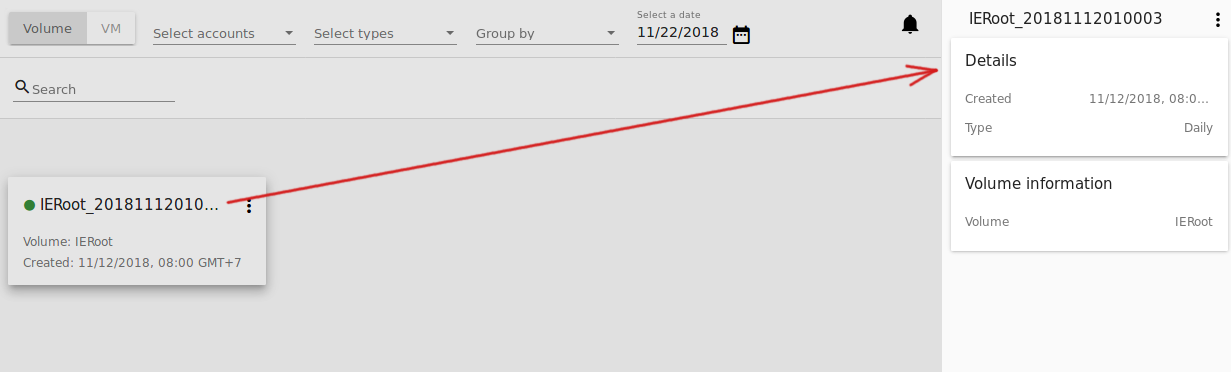 Volume VM Select accounts Select types Group by
Select a date
11/22/2018
Search
IERoot_20181112010...
Volume: IERoot
Created: 11/12/2018, 08:00 GMT+7
IERoot_20181112010003
Details
Created 11/12/2018, 08:0...
Type Daily
Volume information
Volume IERoot